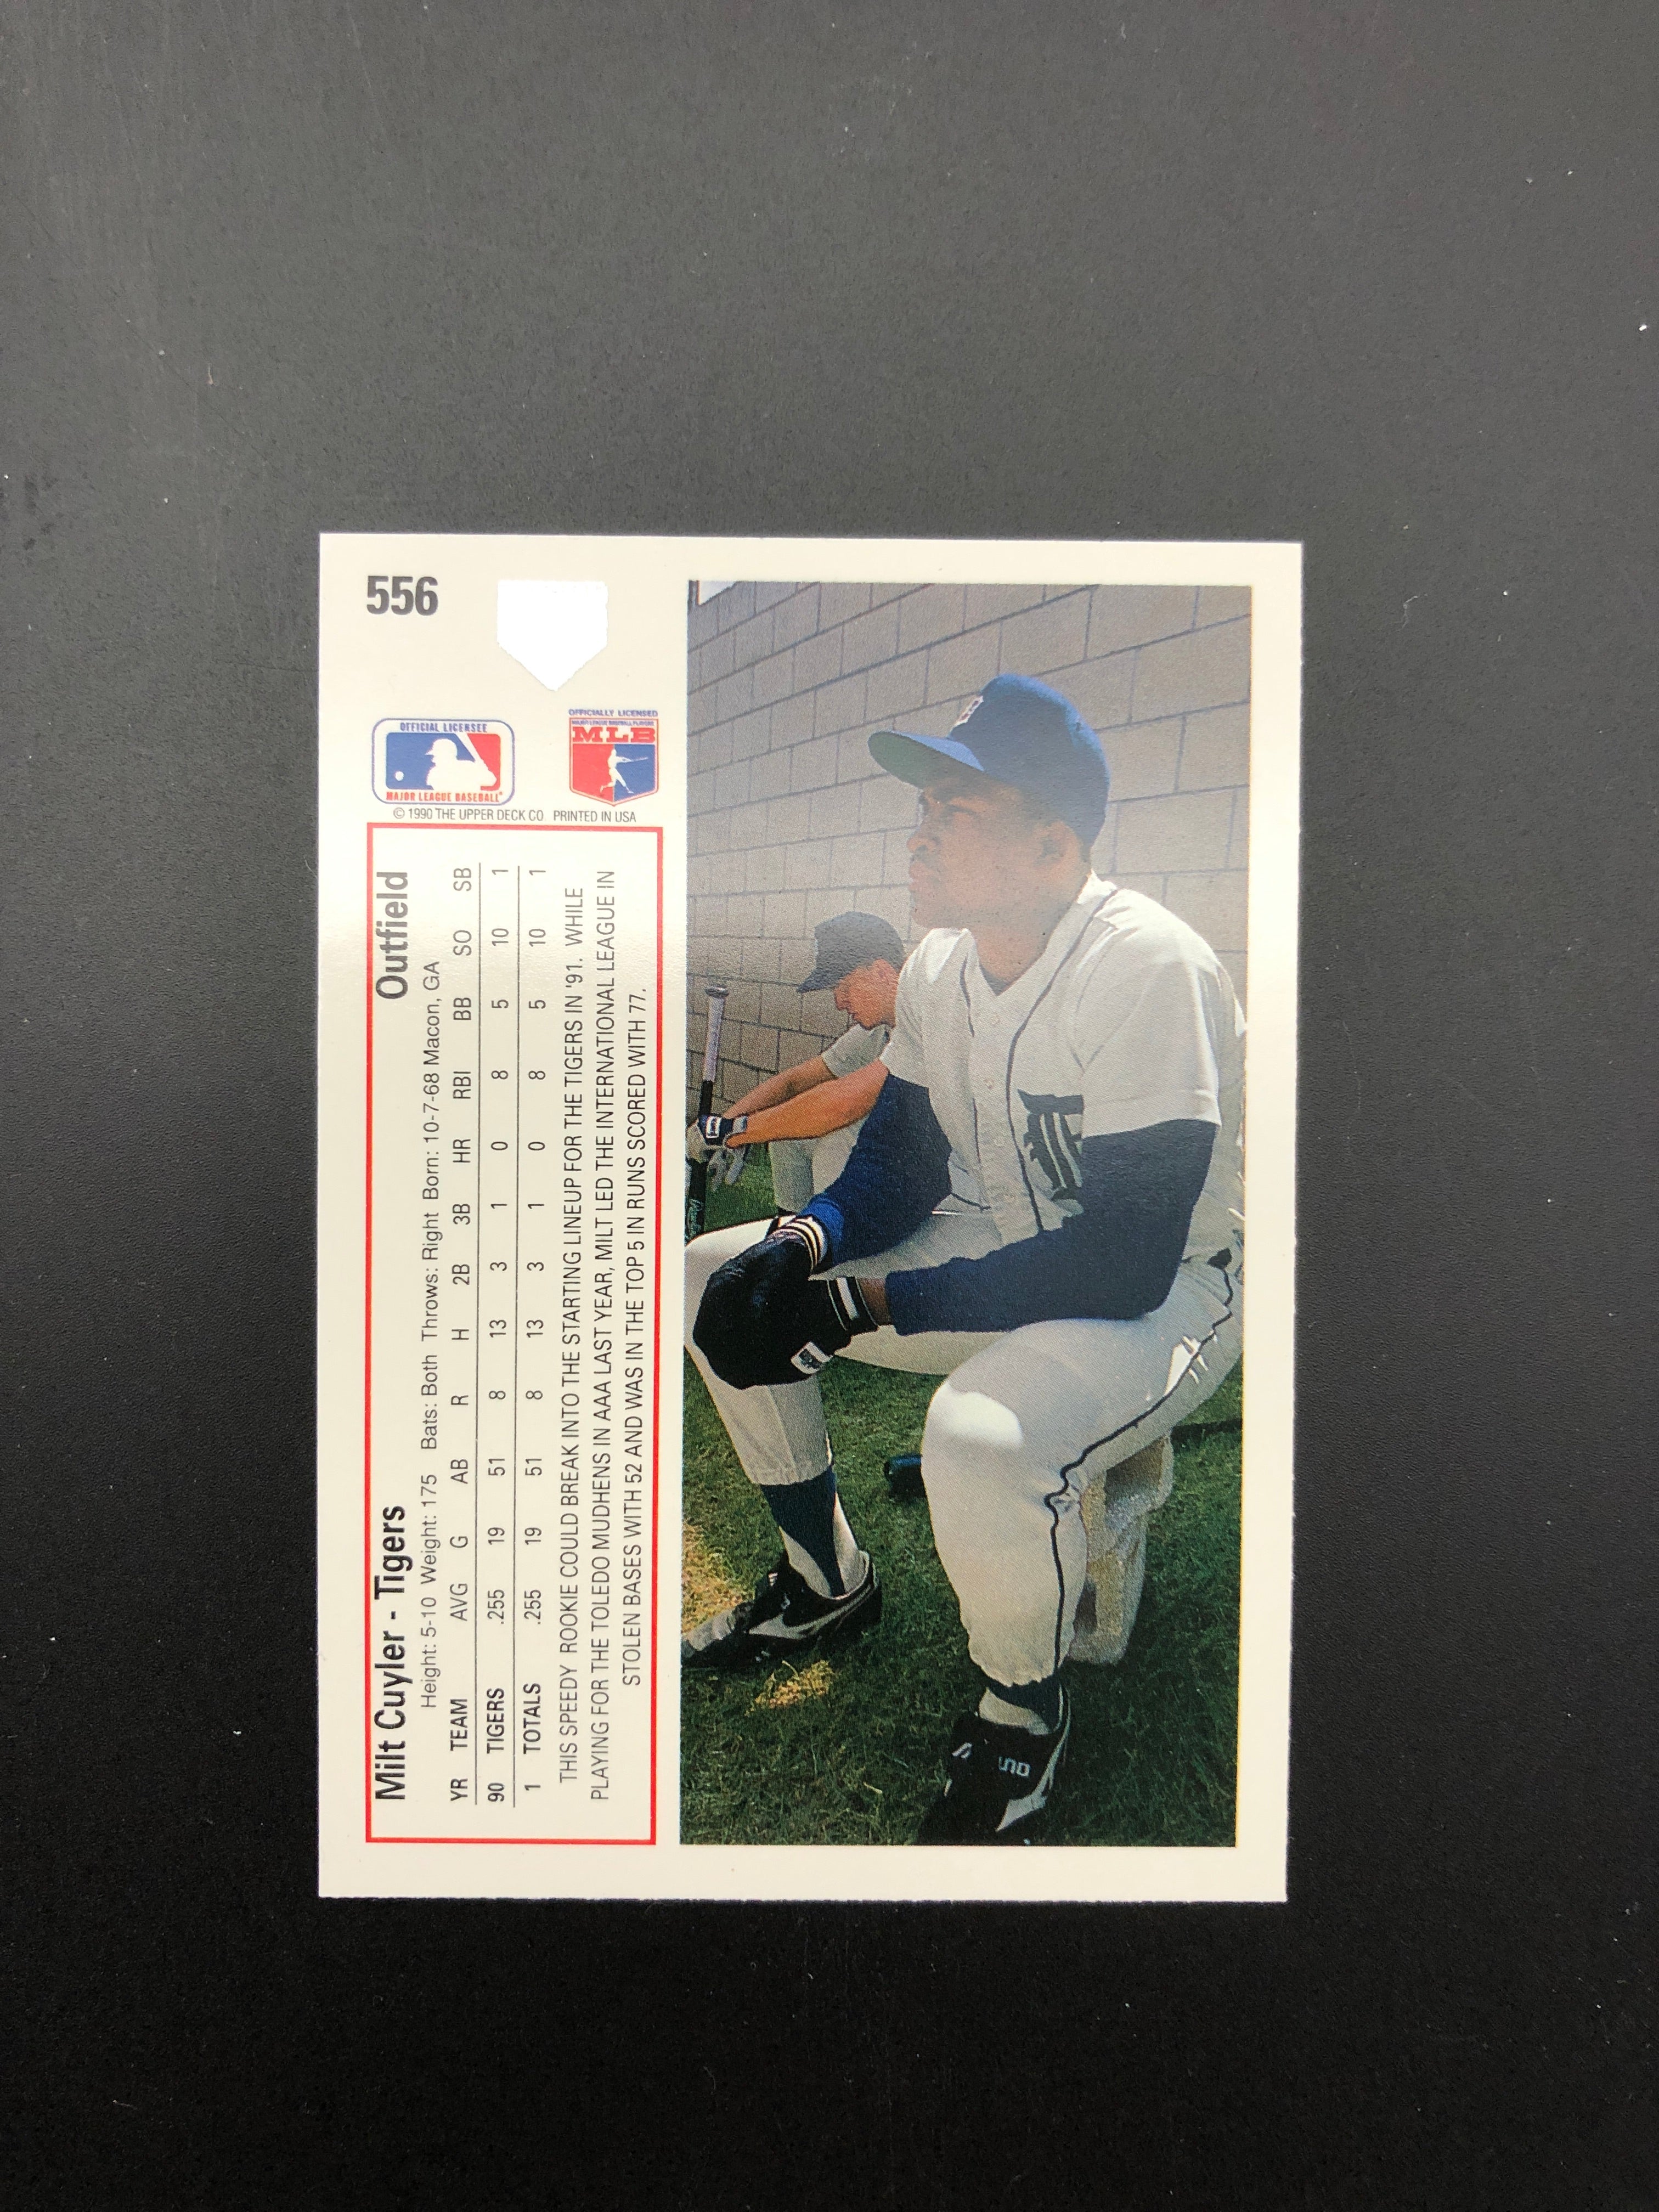 556
OFFICIAL LICENSEE
MAJOR LEAGUE BASEBALL
OFFICIALLY LICENSED
MAJOR LEAGUE BASEBALL PLAYERS
MLB
© 1990 THE UPPER DECK CO. PRINTED IN USA
Milt Cuyler - Tigers Outfield
Height: 5-10 Weight: 175 Bats: Both Throws: Right Born: 10-7-68 Macon, GA
YR TEAM AVG G AB R H 2B 3B HR RBI BB SO SB
90 TIGERS .255 19 51 8 13 3 1 0 8 5 10 1
1 TOTALS .255 19 51 8 13 3 1 0 8 5 10 1
THIS SPEEDY ROOKIE COULD BREAK INTO THE STARTING LINEUP FOR THE TIGERS IN '91. WHILE
PLAYING FOR THE TOLEDO MUDHENS IN AAA LAST YEAR, MILT LED THE INTERNATIONAL LEAGUE IN
STOLEN BASES WITH 52 AND WAS IN THE TOP 5 IN RUNS SCORED WITH 77.